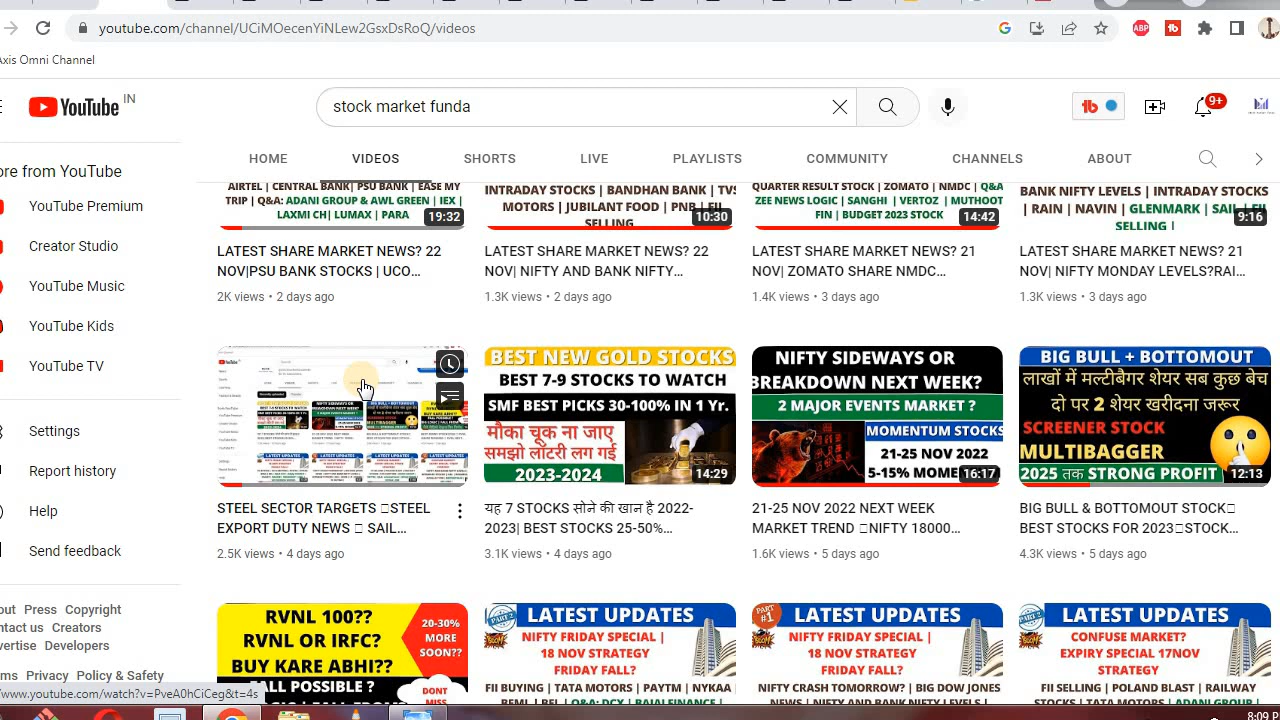 youtube.com/channel/UCiMOecenYiNLew2GsxDsRoQ/videos
Axis Omni Channel
YouTube IN
stock market funda
9+
HOME VIDEOS SHORTS LIVE PLAYLISTS COMMUNITY CHANNELS ABOUT
ore from YouTube
YouTube Premium
Creator Studio
YouTube Music
YouTube Kids
YouTube TV
Settings
Report history
Help
Send feedback
out Press Copyright
ntact us Creators
vertise Developers
ms Privacy Policy & Safety
www.youtube.com/watch?v=PveA0hCiCeg&t=4s
AIRTEL | CENTRAL BANK| PSU BANK | EASE MY
TRIP | Q&A: ADANI GROUP & AWL GREEN | IEX |
LAXMI CH| LUMAX | PARA
19:32
LATEST SHARE MARKET NEWS? 22
NOV|PSU BANK STOCKS | UCO...
2K views • 2 days ago
INTRADAY STOCKS | BANDHAN BANK | TVS
MOTORS | JUBILANT FOOD | PNB | FII
SELLING
10:30
LATEST SHARE MARKET NEWS? 22
NOV| NIFTY AND BANK NIFTY...
1.3K views • 2 days ago
QUARTER RESULT STOCK | ZOMATO | NMDC | Q&A
ZEE NEWS LOGIC | SANGHI | VERTOZ | MUTHOOT
FIN | BUDGET 2023 STOCK
14:42
LATEST SHARE MARKET NEWS? 21
NOV| ZOMATO SHARE NMDC...
1.4K views • 3 days ago
BANK NIFTY LEVELS | INTRADAY STOCKS
| RAIN | NAVIN | GLENMARK | SAIL | FII
SELLING |
9:16
LATEST SHARE MARKET NEWS? 21
NOV| NIFTY MONDAY LEVELS?RAI...
1.3K views • 3 days ago
STEEL SECTOR TARGETS STEEL
EXPORT DUTY NEWS SAIL...
2.5K views • 4 days ago
BEST NEW GOLD STOCKS
BEST 7-9 STOCKS TO WATCH
MF BEST PICKS 30-100% IN 1 Y.
मौका चूक ना जाए
समझो लॉटरी लग गई
2023-2024
14:29
यह 7 STOCKS सोने की खान है 2022-
2023| BEST STOCKS 25-50%...
3.1K views • 4 days ago
NIFTY SIDEWAYS OR
BREAKDOWN NEXT WEEK?
2 MAJOR EVENTS MARKET?
MOMENTUM STOCKS
21-25 NOV 2022
16:17
21-25 NOV 2022 NEXT WEEK
MARKET TREND NIFTY 18000...
1.6K views • 5 days ago
BIG BULL + BOTTOMOUT
लाखों में मल्टीबैगर शेयर सब कुछ बेच
दो ये 2 शेयर खरीदना जरूर
SCREENER STOCK
MULTIBAGGER
2025 तक STRONG PROFIT
12:13
BIG BULL & BOTTOMOUT STOCK
BEST STOCKS FOR 2023 STOCK...
4.3K views • 5 days ago
RVNL 100??
RVNL OR IRFC?
BUY KARE ABHI??
FALL POSSIBLE ?
20-30%
MORE
SOON??
DONT
MISS
LATEST UPDATES
NIFTY FRIDAY SPECIAL |
18 NOV STRATEGY
FRIDAY FALL?
FII BUYING | TATA MOTORS | PAYTM | NYKAA
PART
#1
LATEST UPDATES
NIFTY FRIDAY SPECIAL |
18 NOV STRATEGY
FRIDAY FALL?
NIFTY CRASH TOMORROW? | BIG DOW JONES
LATEST UPDATES
CONFUSE MARKET?
EXPIRY SPECIAL 17NOV
STRATEGY
FII SELLING | POLAND BLAST | RAILWAY
8:09